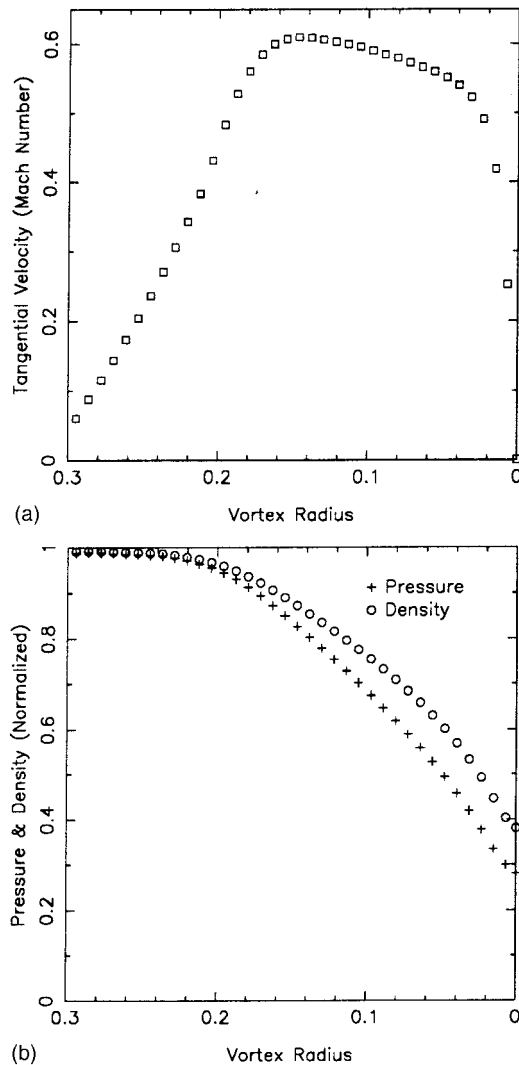 Tangential Velocity (Mach Number)
0.6
0.4
0.2
0
0.3
0.2
0.1
0
(a)
Vortex Radius
Pressure & Density (Normalized)
1
0.8
0.6
0.4
0.2
0
+ Pressure
o Density
0.3
0.2
0.1
0
(b)
Vortex Radius